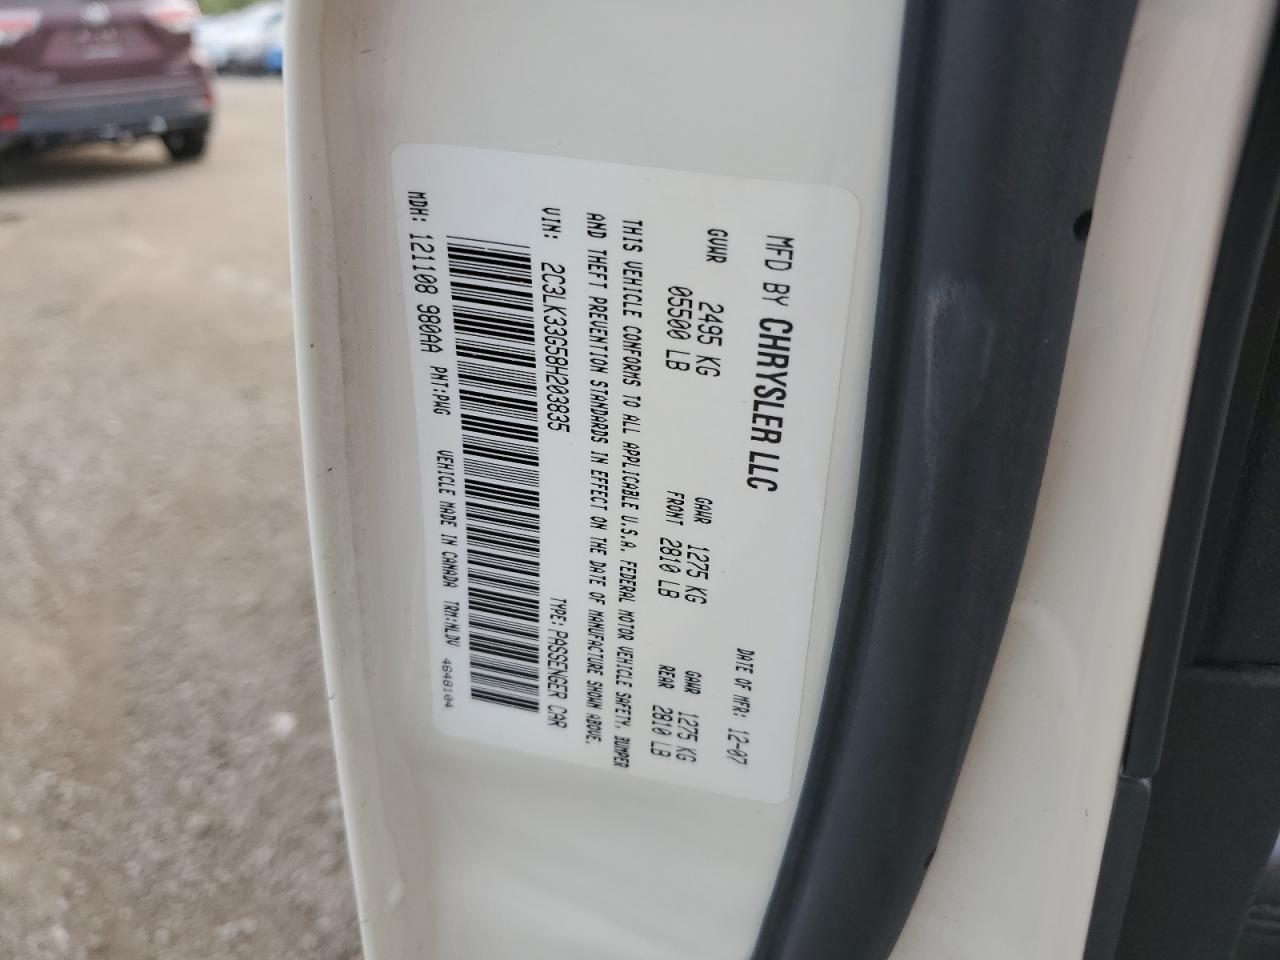 MFD BY CHRYSLER LLC
DATE OF MFR: 12-07
GVWR 2495 KG
05500 LB
GAWR 1275 KG
FRONT 2810 LB
GAWR 1275 KG
REAR 2810 LB
THIS VEHICLE CONFORMS TO ALL APPLICABLE U.S.A. FEDERAL MOTOR VEHICLE SAFETY, BUMPER
AND THEFT PREVENTION STANDARDS IN EFFECT ON THE DATE OF MANUFACTURE SHOWN ABOVE.
VIN: 2C3LK33G58H203835 TYPE: PASSENGER CAR
MDH: 121108 980AA PNT:PWG VEHICLE MADE IN CANADA TRM:NLDV 4648104